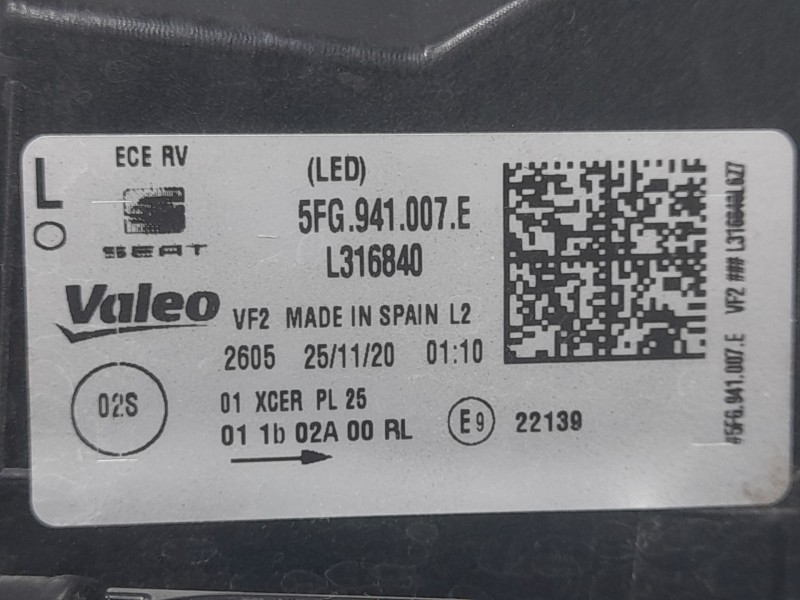 L
ECE RV
(LED)
SEAT
5FG.941.007.E
L316840
Valeo
VF2 MADE IN SPAIN L2
2605 25/11/20 01:10
02S
01 XCER PL 25
01 1b 02A 00 RL
E9 22139
#5FG.941.007.E VF2 ###